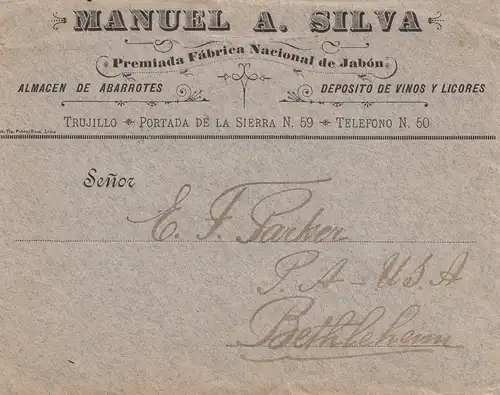 MANUEL A. SILVA
Premiada Fábrica Nacional de Jabón
ALMACEN DE ABARROTES DEPOSITO DE VINOS Y LICORES
TRUJILLO PORTADA DE LA SIERRA N. 59 TELEFONO N. 50
Señor
E. F. Parker
P. A - U.S.A
Bethlehem